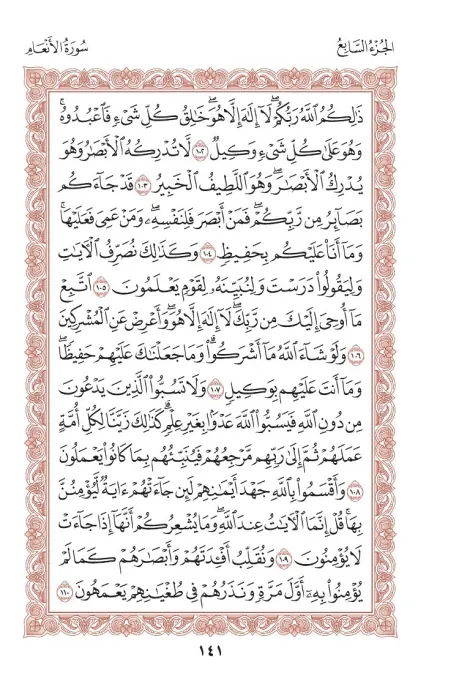 الجزء السابع
سورة الأنعام
ذَٰلِكُمُ ٱللَّهُ رَبُّكُمْ ۖ لَآ إِلَٰهَ إِلَّا هُوَ ۖ خَٰلِقُ كُلِّ شَىْءٍ فَٱعْبُدُوهُ ۚ
وَهُوَ عَلَىٰ كُلِّ شَىْءٍ وَكِيلٌ ١٠٢ لَّا تُدْرِكُهُ ٱلْأَبْصَٰرُ وَهُوَ
يُدْرِكُ ٱلْأَبْصَٰرَ ۖ وَهُوَ ٱللَّطِيفُ ٱلْخَبِيرُ ١٠٣ قَدْ جَآءَكُم
بَصَآئِرُ مِن رَّبِّكُمْ ۖ فَمَنْ أَبْصَرَ فَلِنَفْسِهِۦ ۖ وَمَنْ عَمِىَ فَعَلَيْهَا ۚ
وَمَآ أَنَا۠ عَلَيْكُم بِحَفِيظٍ ١٠٤ وَكَذَٰلِكَ نُصَرِّفُ ٱلْءَايَٰتِ
وَلِيَقُولُوا۟ دَرَسْتَ وَلِنُبَيِّنَهُۥ لِقَوْمٍ يَعْلَمُونَ ١٠٥ ٱتَّبِعْ
مَآ أُوحِىَ إِلَيْكَ مِن رَّبِّكَ ۖ لَآ إِلَٰهَ إِلَّا هُوَ ۖ وَأَعْرِضْ عَنِ ٱلْمُشْرِكِينَ
١٠٦ وَلَوْ شَآءَ ٱللَّهُ مَآ أَشْرَكُوا۟ ۗ وَمَا جَعَلْنَٰكَ عَلَيْهِمْ حَفِيظًا ۖ
وَمَآ أَنتَ عَلَيْهِم بِوَكِيلٍ ١٠٧ وَلَا تَسُبُّوا۟ ٱلَّذِينَ يَدْعُونَ
مِن دُونِ ٱللَّهِ فَيَسُبُّوا۟ ٱللَّهَ عَدْوًۢا بِغَيْرِ عِلْمٍ ۗ كَذَٰلِكَ زَيَّنَّا لِكُلِّ أُمَّةٍ
عَمَلَهُمْ ثُمَّ إِلَىٰ رَبِّهِم مَّرْجِعُهُمْ فَيُنَبِّئُهُم بِمَا كَانُوا۟ يَعْمَلُونَ
١٠٨ وَأَقْسَمُوا۟ بِٱللَّهِ جَهْدَ أَيْمَٰنِهِمْ لَئِن جَآءَتْهُمْ ءَايَةٌ لَّيُؤْمِنُنَّ
بِهَا ۚ قُلْ إِنَّمَا ٱلْءَايَٰتُ عِندَ ٱللَّهِ ۖ وَمَا يُشْعِرُكُمْ أَنَّهَآ إِذَا جَآءَتْ
لَا يُؤْمِنُونَ ١٠٩ وَنُقَلِّبُ أَفْـِٔدَتَهُمْ وَأَبْصَٰرَهُمْ كَمَا لَمْ
يُؤْمِنُوا۟ بِهِۦٓ أَوَّلَ مَرَّةٍ وَنَذَرُهُمْ فِى طُغْيَٰنِهِمْ يَعْمَهُونَ ١١٠
١٤١